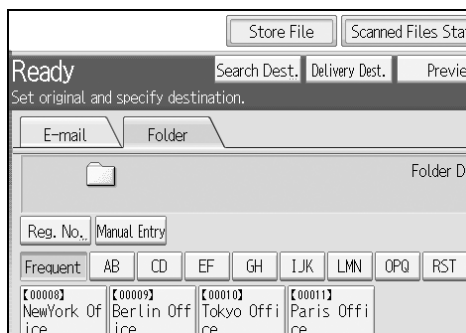 Store File Scanned Files Sta
Ready Search Dest. Delivery Dest. Previe
Set original and specify destination.
E-mail Folder
Folder D
Reg. No. Manual Entry
Frequent AB CD EF GH IJK LMN OPQ RST
[00008] [00009] [00010] [00011]
NewYork Of Berlin Off Tokyo Offi Paris Offi
ice ice ce ce